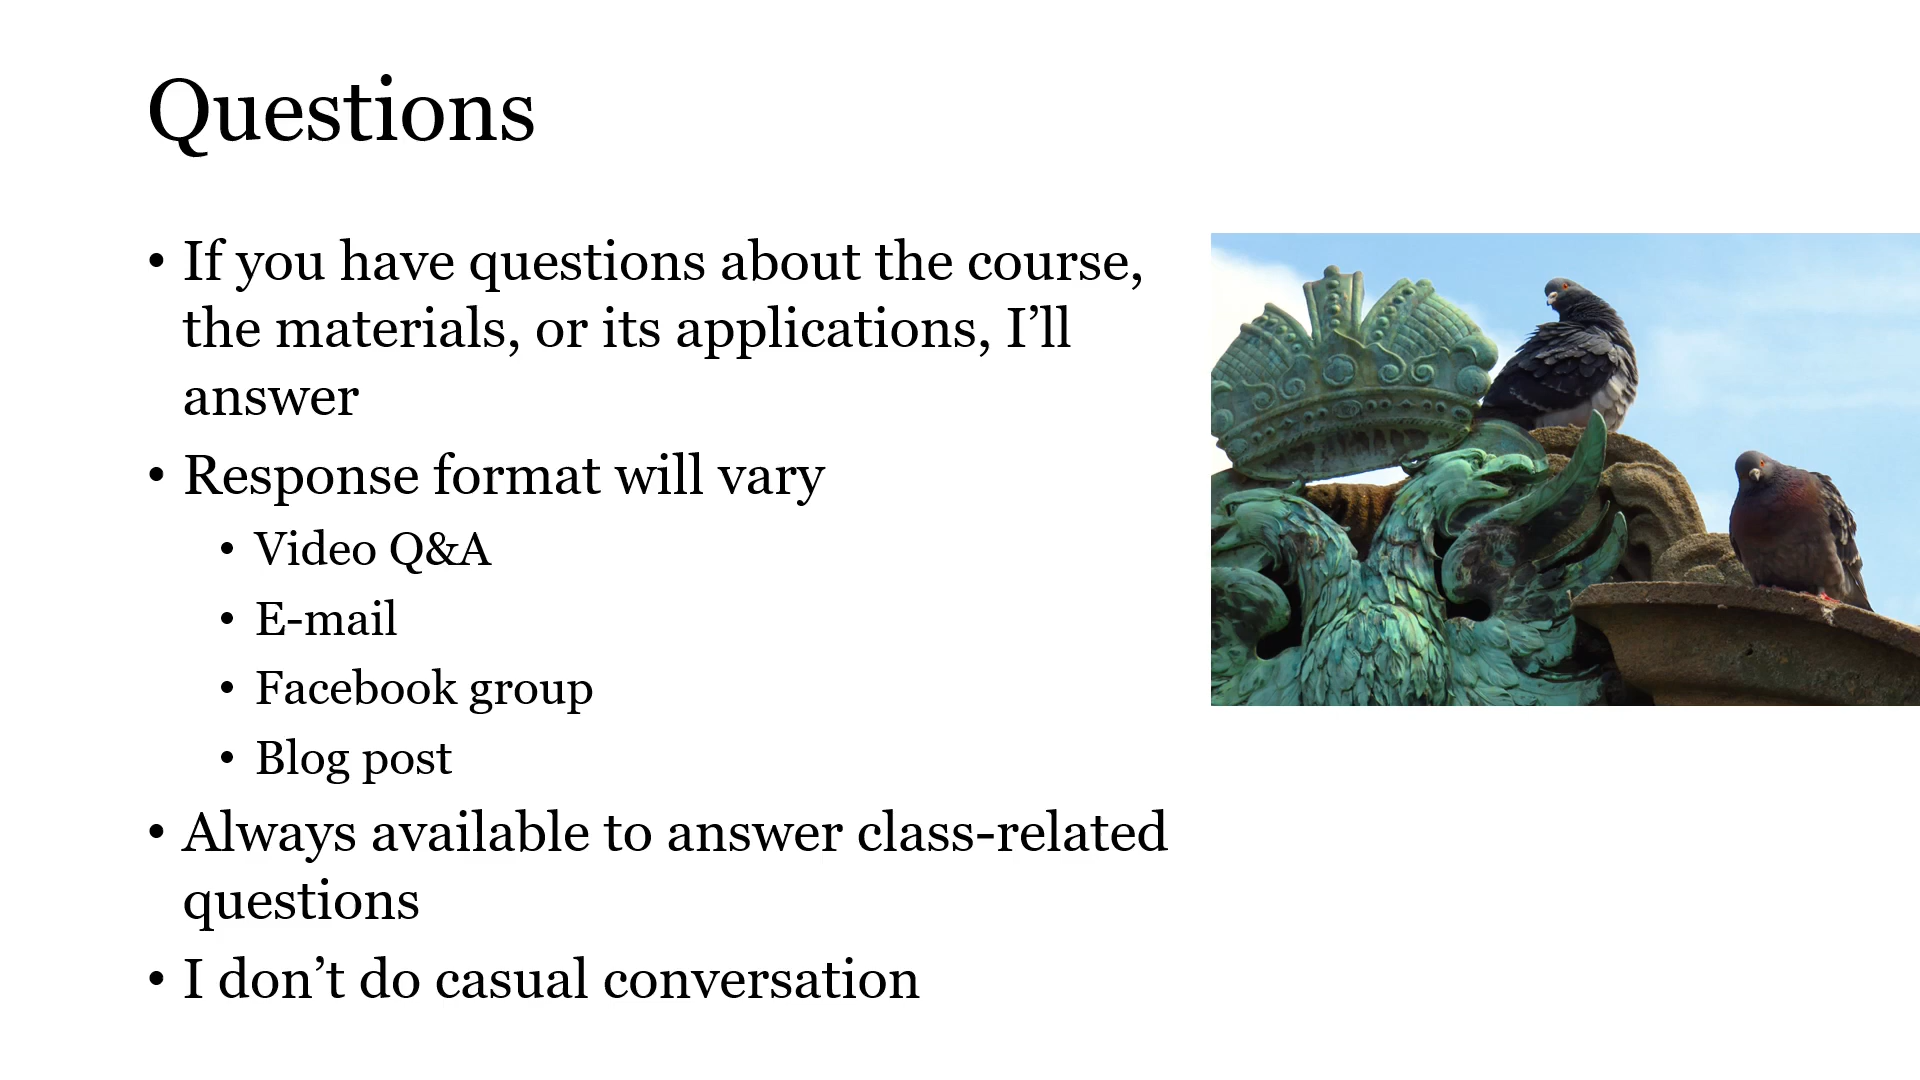 Questions
• If you have questions about the course,
the materials, or its applications, I’ll
answer
• Response format will vary
• Video Q&A
• E-mail
• Facebook group
• Blog post
• Always available to answer class-related
questions
• I don’t do casual conversation